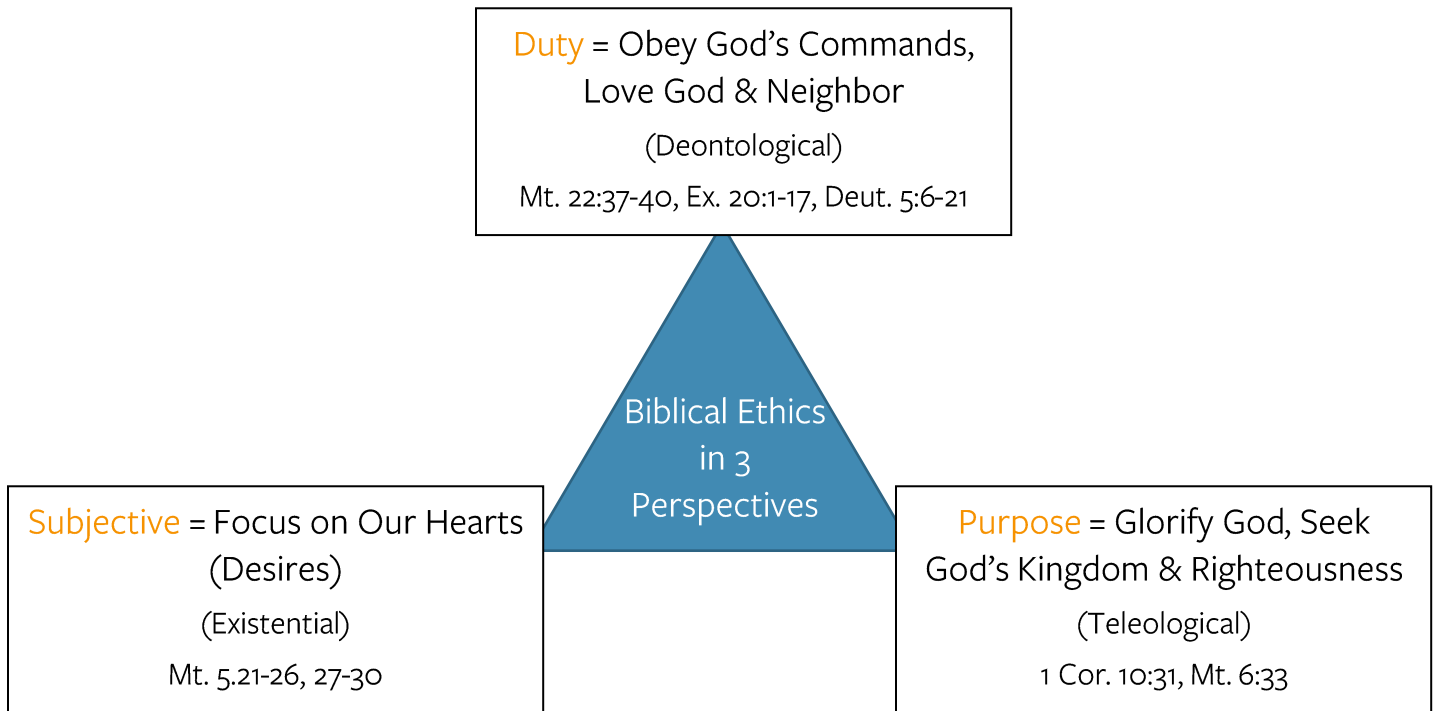 Duty = Obey God's Commands,
Love God & Neighbor
(Deontological)
Mt. 22:37-40, Ex. 20:1-17, Deut. 5:6-21
Biblical Ethics
in 3
Perspectives
Subjective = Focus on Our Hearts
(Desires)
(Existential)
Mt. 5.21-26, 27-30
Purpose = Glorify God, Seek
God's Kingdom & Righteousness
(Teleological)
1 Cor. 10:31, Mt. 6:33